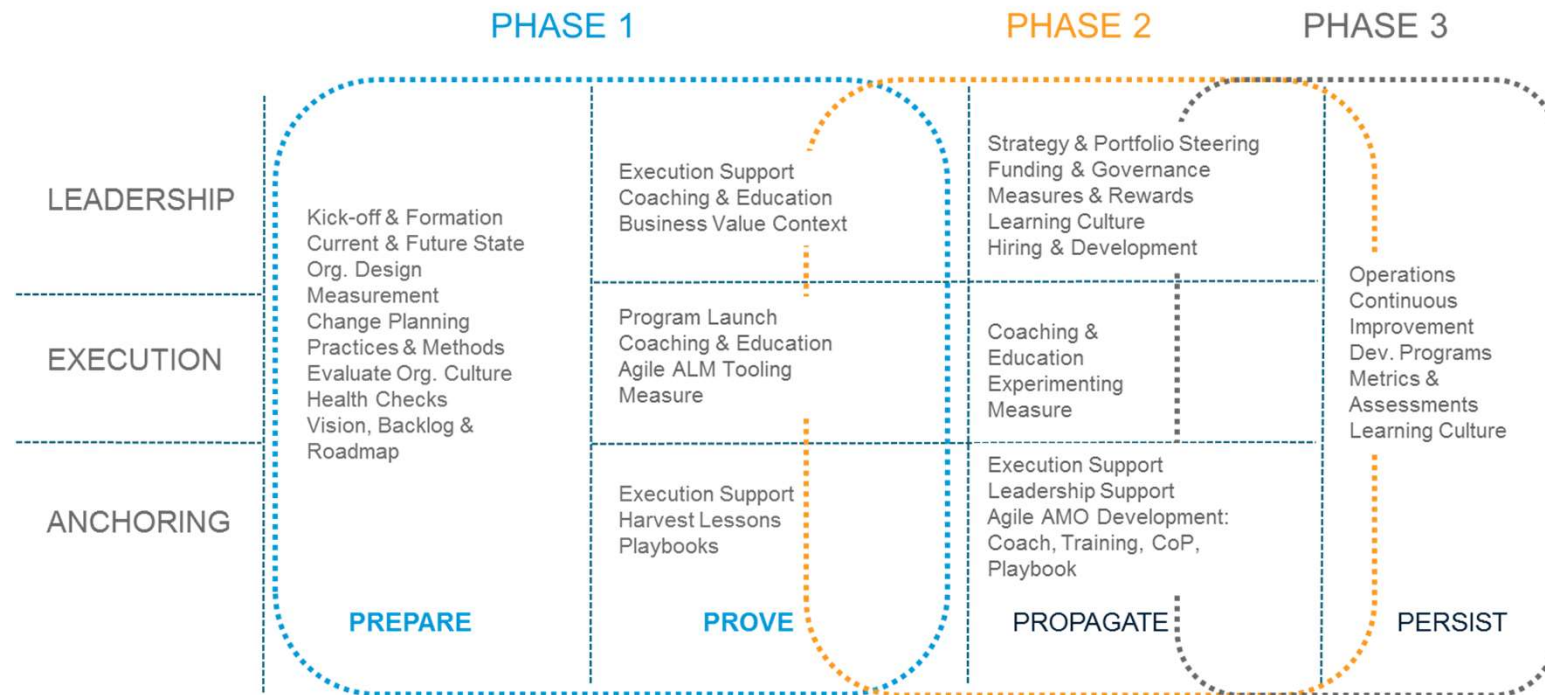 PHASE 1
PHASE 2
PHASE 3
LEADERSHIP
EXECUTION
ANCHORING
Kick-off & Formation
Current & Future State
Org. Design
Measurement
Change Planning
Practices & Methods
Evaluate Org. Culture
Health Checks
Vision, Backlog &
Roadmap
PREPARE
Execution Support
Coaching & Education
Business Value Context
Program Launch
Coaching & Education
Agile ALM Tooling
Measure
Execution Support
Harvest Lessons
Playbooks
PROVE
Strategy & Portfolio Steering
Funding & Governance
Measures & Rewards
Learning Culture
Hiring & Development
Coaching &
Education
Experimenting
Measure
Execution Support
Leadership Support
Agile AMO Development:
Coach, Training, CoP,
Playbook
PROPAGATE
Operations
Continuous
Improvement
Dev. Programs
Metrics &
Assessments
Learning Culture
PERSIST